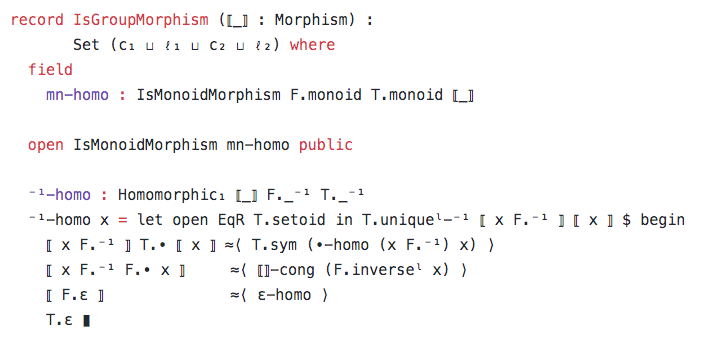 record IsGroupMorphism (⟦_⟧ : Morphism) :
Set (c₁ ⊔ ℓ₁ ⊔ c₂ ⊔ ℓ₂) where
field
mn-homo : IsMonoidMorphism F.monoid T.monoid ⟦_⟧
open IsMonoidMorphism mn-homo public
⁻¹-homo : Homomorphic₁ ⟦_⟧ F._⁻¹ T._⁻¹
⁻¹-homo x = let open EqR T.setoid in T.uniqueˡ-⁻¹ ⟦ x F.⁻¹ ⟧ ⟦ x ⟧ $ begin
⟦ x F.⁻¹ ⟧ T.∙ ⟦ x ⟧ ≈⟨ T.sym (∙-homo (x F.⁻¹) x) ⟩
⟦ x F.⁻¹ F.∙ x ⟧ ≈⟨ ⟦⟧-cong (F.inverseˡ x) ⟩
⟦ F.ε ⟧ ≈⟨ ε-homo ⟩
T.ε ∎